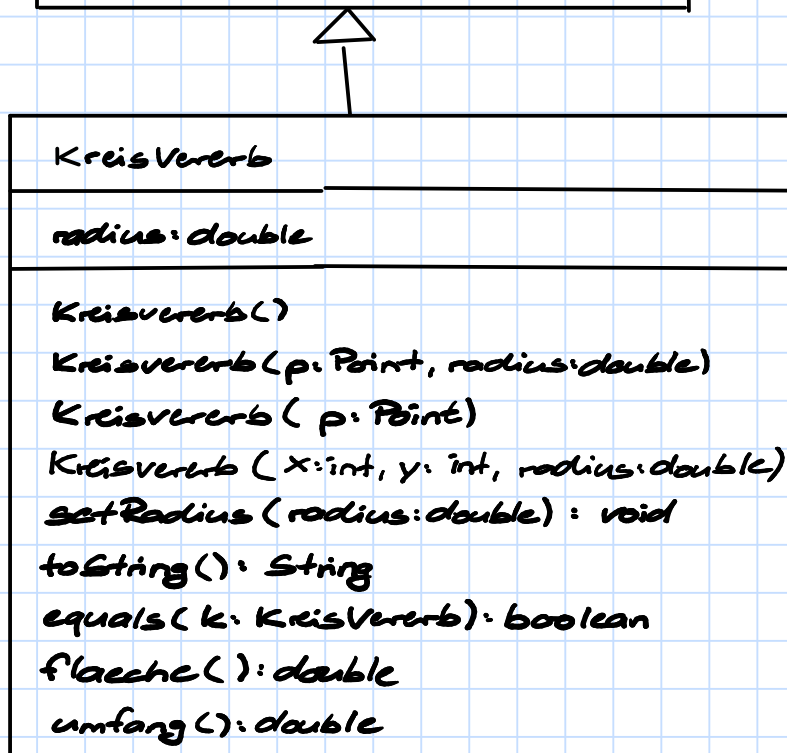 KreisVererb
radius: double
Kreisvererb()
Kreisvererb(p: Point, radius:double)
Kreisvererb( p: Point)
Kreisvererb (x:int, y: int, radius:double)
setRadius (radius:double) : void
toString(): String
equals(k: KreisVererb): boolean
flaeche(): double
umfang(): double